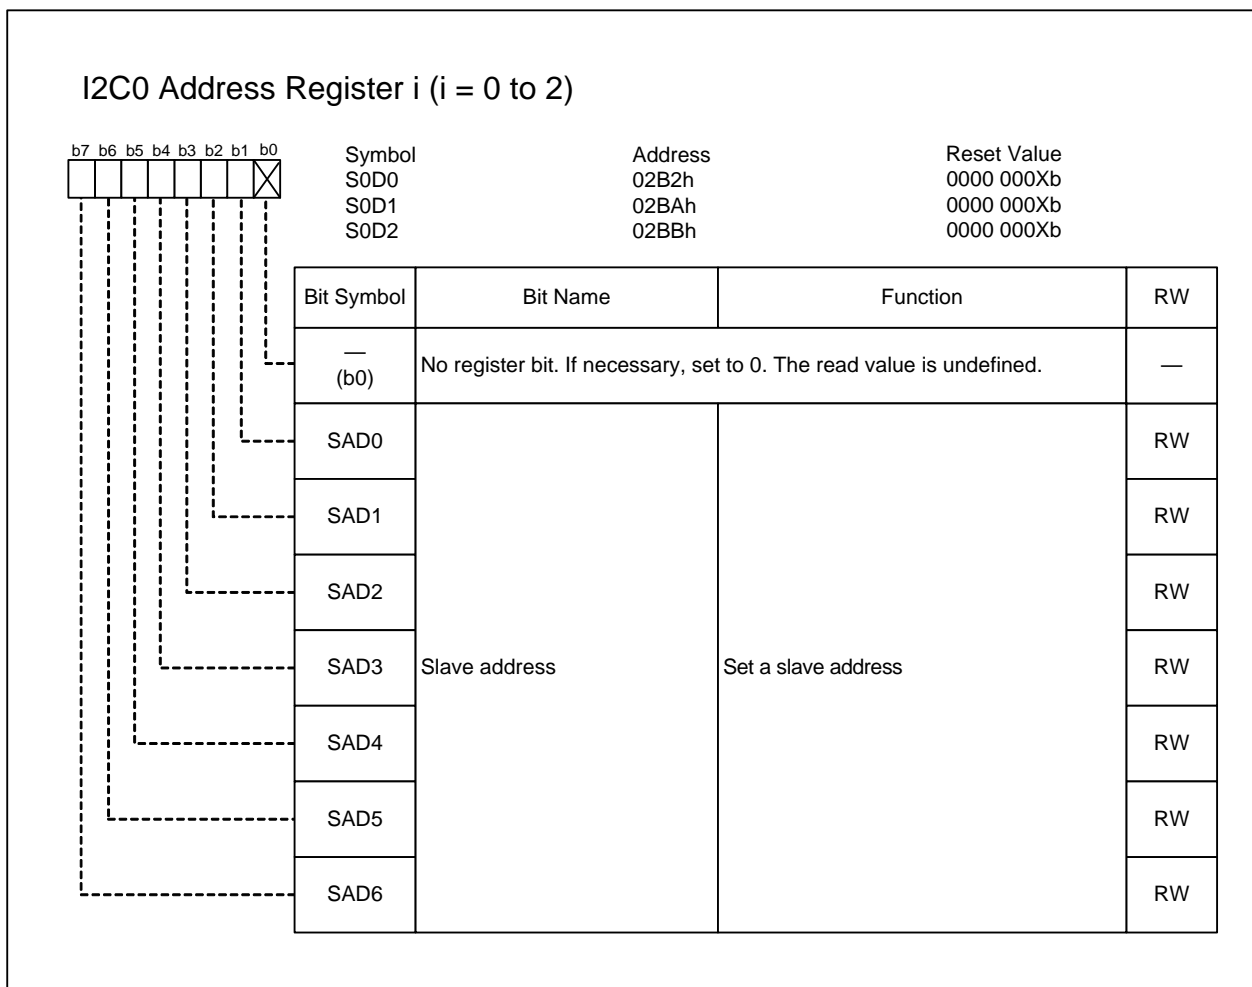 I2C0 Address Register i (i = 0 to 2)
b7 b6 b5 b4 b3 b2 b1 b0
Symbol Address Reset Value
S0D0 02B2h 0000 000Xb
S0D1 02BAh 0000 000Xb
S0D2 02BBh 0000 000Xb
Bit Symbol Bit Name Function RW
—
(b0) No register bit. If necessary, set to 0. The read value is undefined. —
SAD0 RW
SAD1 RW
SAD2 RW
SAD3 Slave address Set a slave address RW
SAD4 RW
SAD5 RW
SAD6 RW